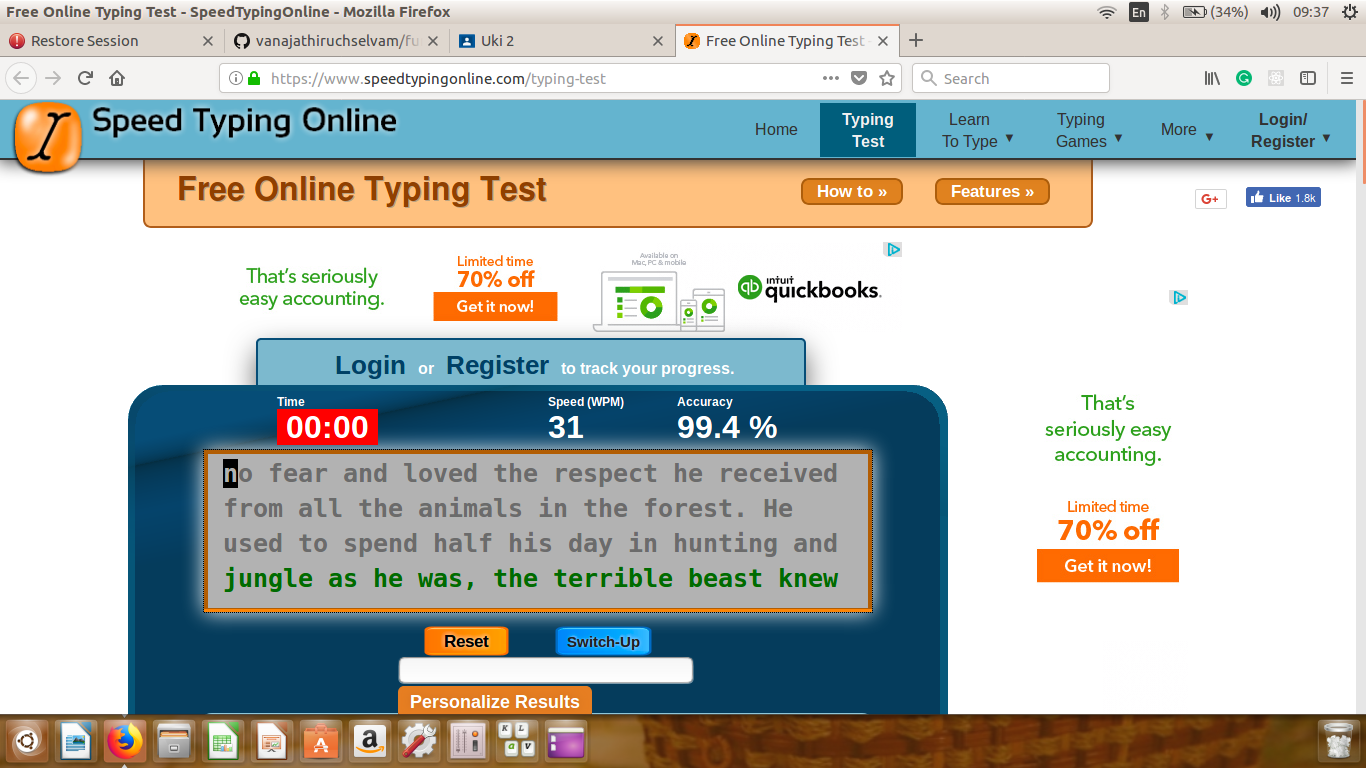 Free Online Typing Test - SpeedTypingOnline - Mozilla Firefox
En
(34%)
09:37
Restore Session
vanajathiruchselvam/fu
Uki 2
Free Online Typing Test -
https://www.speedtypingonline.com/typing-test
Search
Speed Typing Online
Home
Typing
Test
Learn
To Type
Typing
Games
More
Login/
Register
Free Online Typing Test
How to »
Features »
G+
Like 1.8k
That's seriously
easy accounting.
Limited time
70% off
Get it now!
Available on
Mac, PC & mobile
qb intuit
quickbooks.
Login or Register to track your progress.
Time
00:00
Speed (WPM)
31
Accuracy
99.4 %
no fear and loved the respect he received
from all the animals in the forest. He
used to spend half his day in hunting and
jungle as he was, the terrible beast knew
Reset
Switch-Up
Personalize Results
That's
seriously easy
accounting.
Limited time
70% off
Get it now!